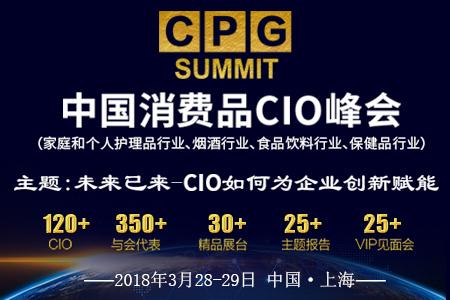 CPG
SUMMIT
中国消费品CIO峰会
(家庭和个人护理品行业、烟酒行业、食品饮料行业、保健品行业)
主题:未来已来-CIO如何为企业创新赋能
120+ 350+ 30+ 25+ 25+
CIO 与会代表 精品展台 主题报告 VIP见面会
——2018年3月28-29日 中国·上海——